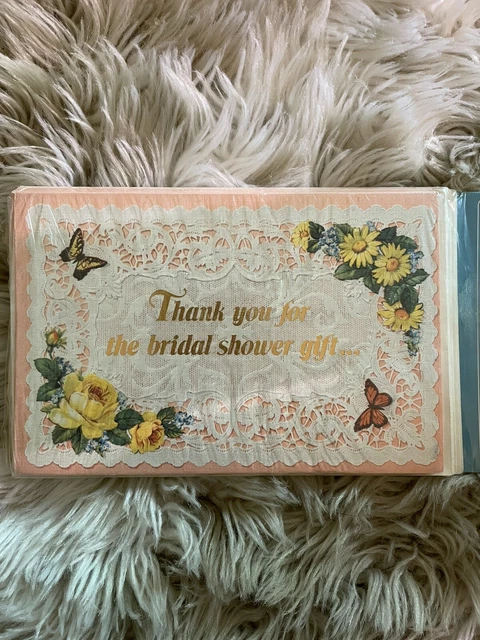 Thank you for
the bridal shower gift....